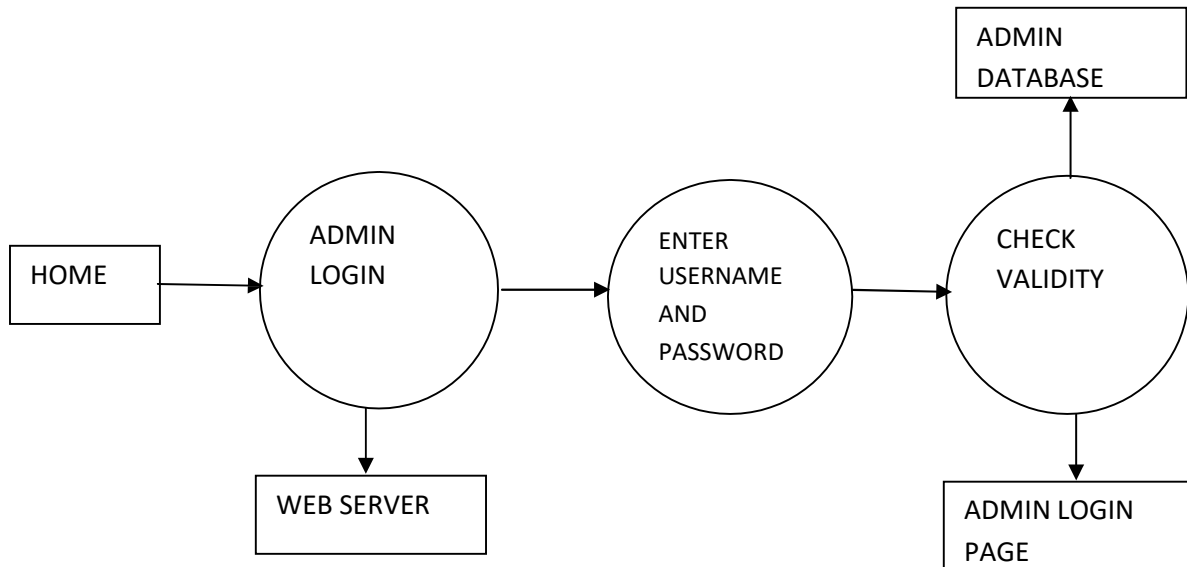 ADMIN
DATABASE
HOME
ADMIN
LOGIN
ENTER
USERNAME
AND
PASSWORD
CHECK
VALIDITY
WEB SERVER
ADMIN LOGIN
PAGE